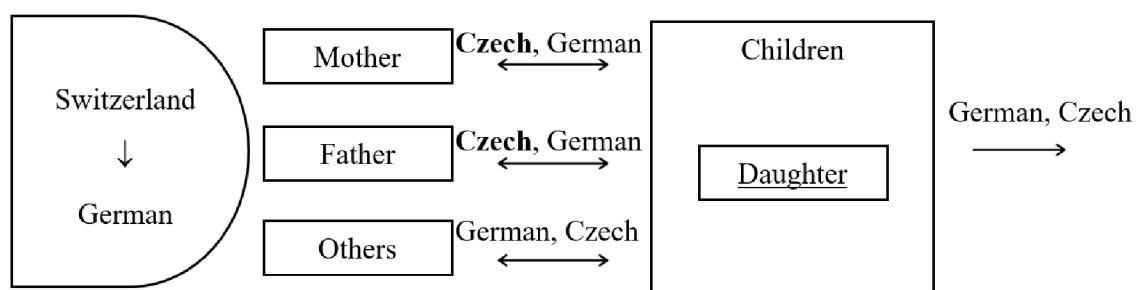 Switzerland
↓
German
Mother
Czech, German
Father
Czech, German
Others
German, Czech
Children
Daughter
German, Czech